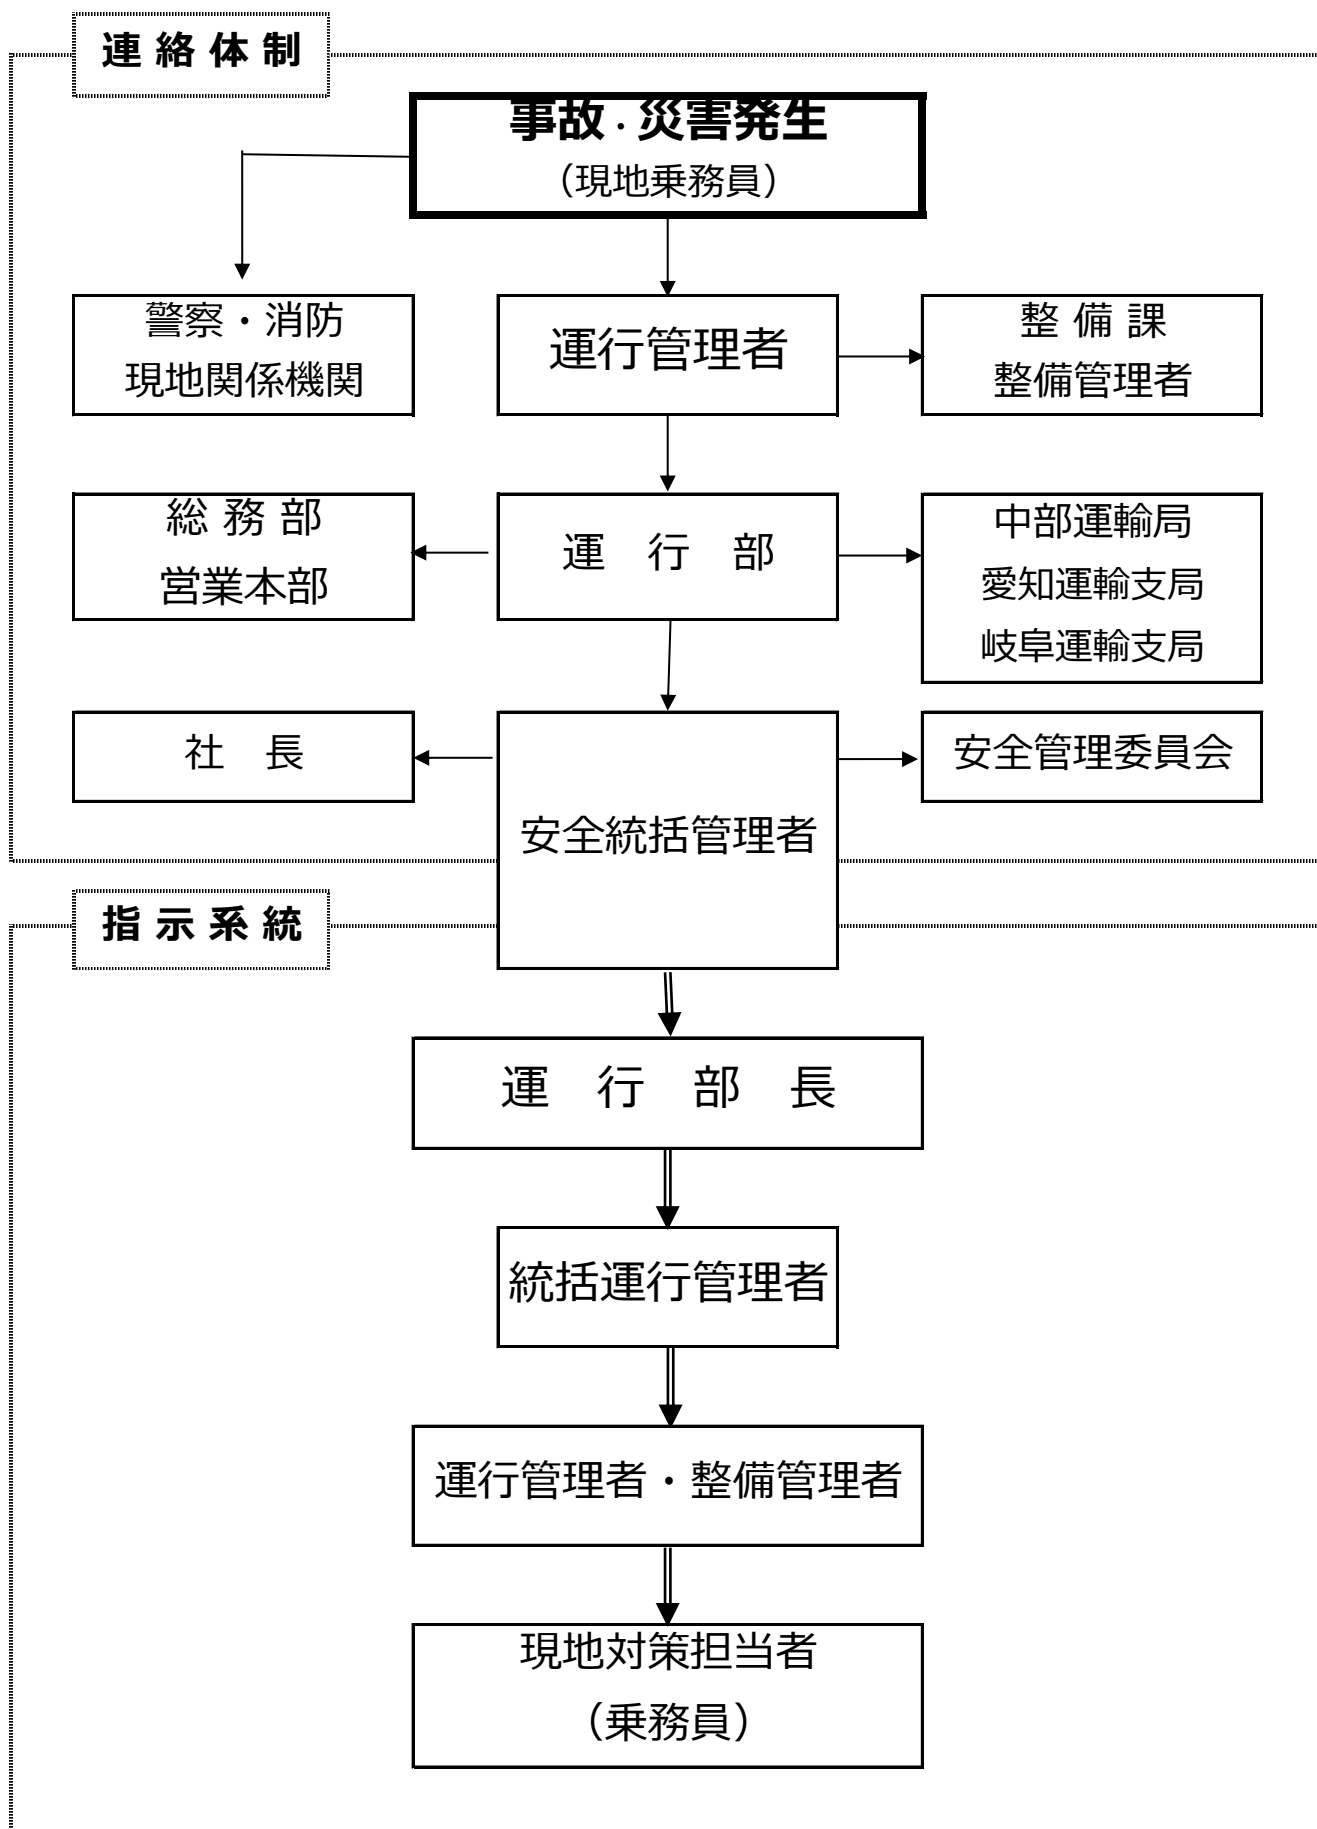 連 絡 体 制
事故．災害発生
（現地乗務員）
警察・消防
現地関係機関
運行管理者
整 備 課
整備管理者
総 務 部
営業本部
運　行　部
中部運輸局
愛知運輸支局
岐阜運輸支局
社　長
安全統括管理者
安全管理委員会
指 示 系 統
運　行　部　長
統括運行管理者
運行管理者・整備管理者
現地対策担当者
（乗務員）